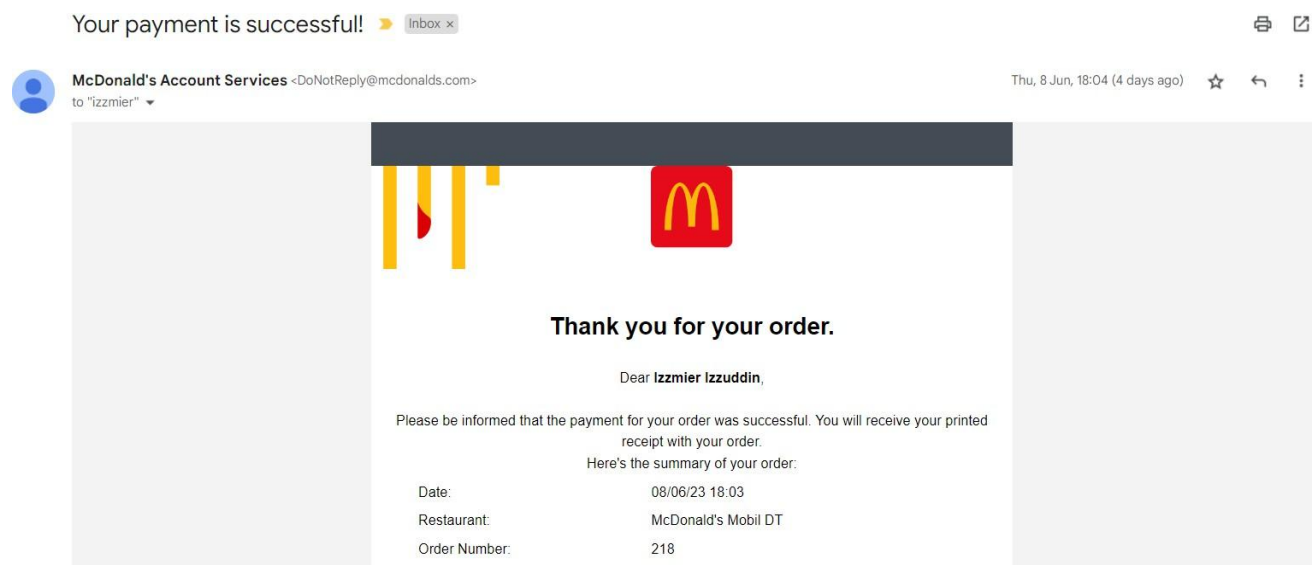 Your payment is successful! Inbox ×
McDonald's Account Services <DoNotReply@mcdonalds.com> Thu, 8 Jun, 18:04 (4 days ago)
to "izzmier"
Thank you for your order.
Dear Izzmier Izzuddin,
Please be informed that the payment for your order was successful. You will receive your printed
receipt with your order.
Here's the summary of your order:
Date: 08/06/23 18:03
Restaurant: McDonald's Mobil DT
Order Number: 218